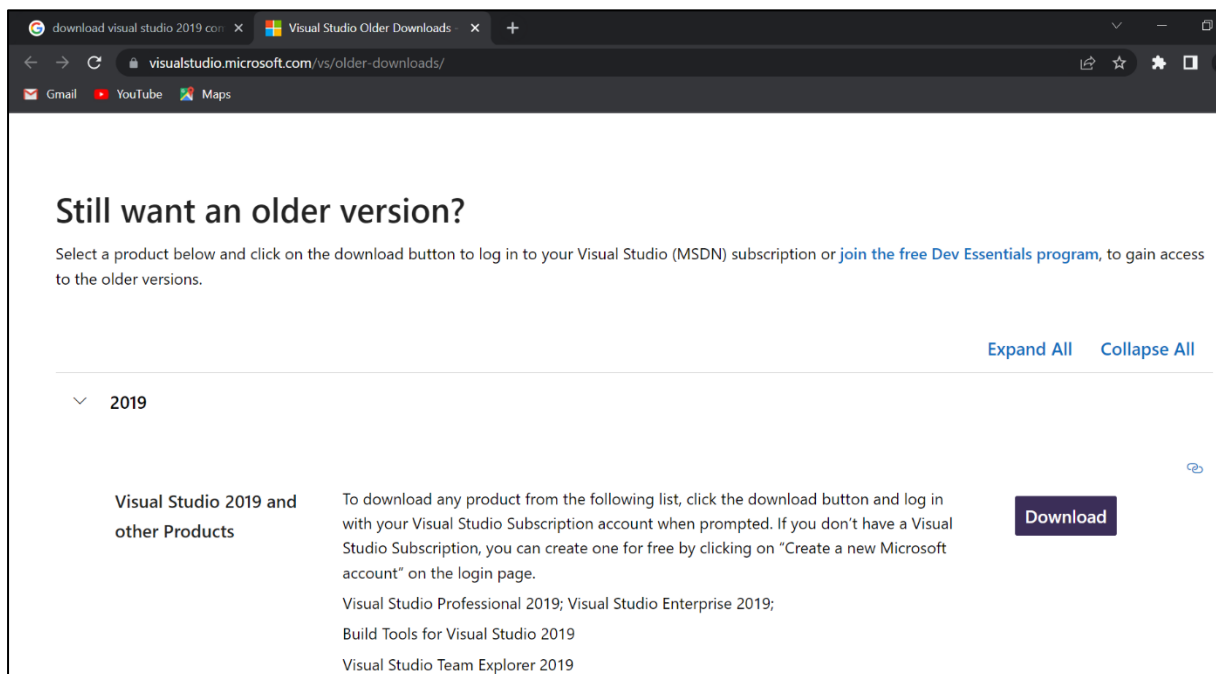 download visual studio 2019 con
Visual Studio Older Downloads -
visualstudio.microsoft.com/vs/older-downloads/
Gmail YouTube Maps
Still want an older version?
Select a product below and click on the download button to log in to your Visual Studio (MSDN) subscription or join the free Dev Essentials program, to gain access
to the older versions.
Expand All Collapse All
2019
Visual Studio 2019 and
other Products
To download any product from the following list, click the download button and log in
with your Visual Studio Subscription account when prompted. If you don’t have a Visual
Studio Subscription, you can create one for free by clicking on “Create a new Microsoft
account” on the login page.
Visual Studio Professional 2019; Visual Studio Enterprise 2019;
Build Tools for Visual Studio 2019
Visual Studio Team Explorer 2019
Download